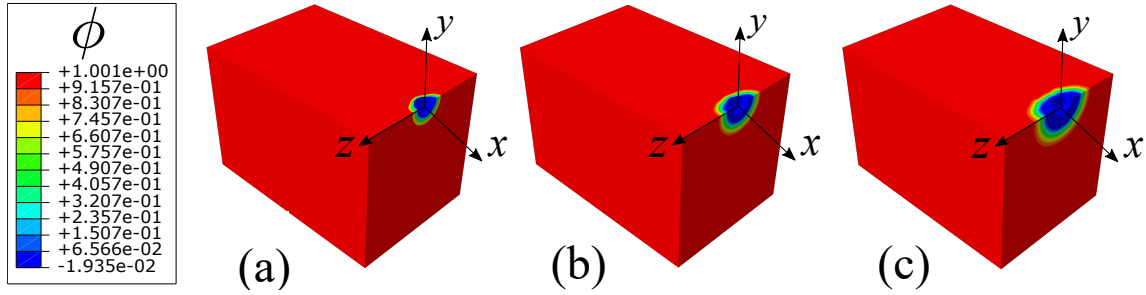 ϕ
+1.001e+00
+9.157e-01
+8.307e-01
+7.457e-01
+6.607e-01
+5.757e-01
+4.907e-01
+4.057e-01
+3.207e-01
+2.357e-01
+1.507e-01
+6.566e-02
-1.935e-02
y
z
x
(a)
y
z
x
(b)
y
z
x
(c)